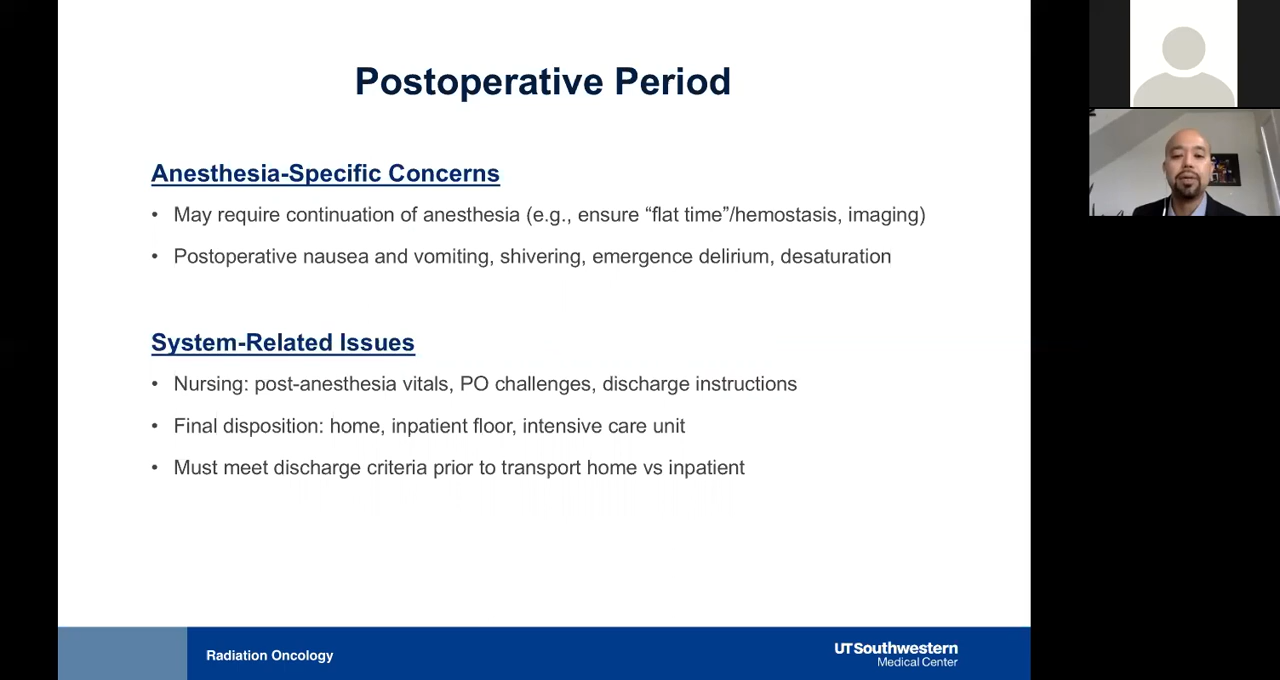 Postoperative Period
Anesthesia-Specific Concerns
• May require continuation of anesthesia (e.g., ensure “flat time”/hemostasis, imaging)
• Postoperative nausea and vomiting, shivering, emergence delirium, desaturation
System-Related Issues
• Nursing: post-anesthesia vitals, PO challenges, discharge instructions
• Final disposition: home, inpatient floor, intensive care unit
• Must meet discharge criteria prior to transport home vs inpatient
Radiation Oncology
UTSouthwestern
Medical Center